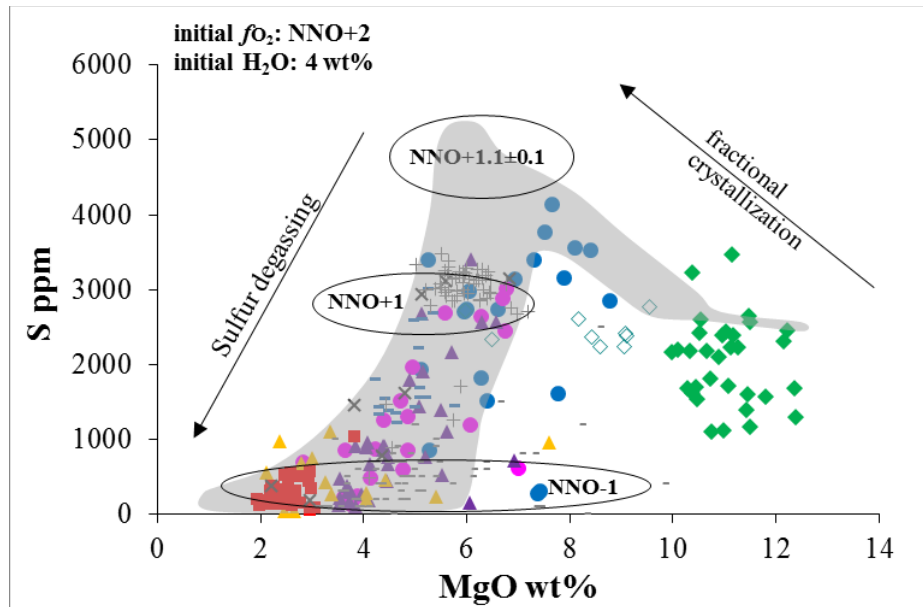 initial fO₂: NNO+2
initial H₂O: 4 wt%
6000
5000
4000
3000
2000
1000
0
S ppm
Sulfur degassing
NNO+1.1±0.1
fractional
crystallization
NNO+1
NNO-1
0
2
4
6
8
10
12
14
MgO wt%